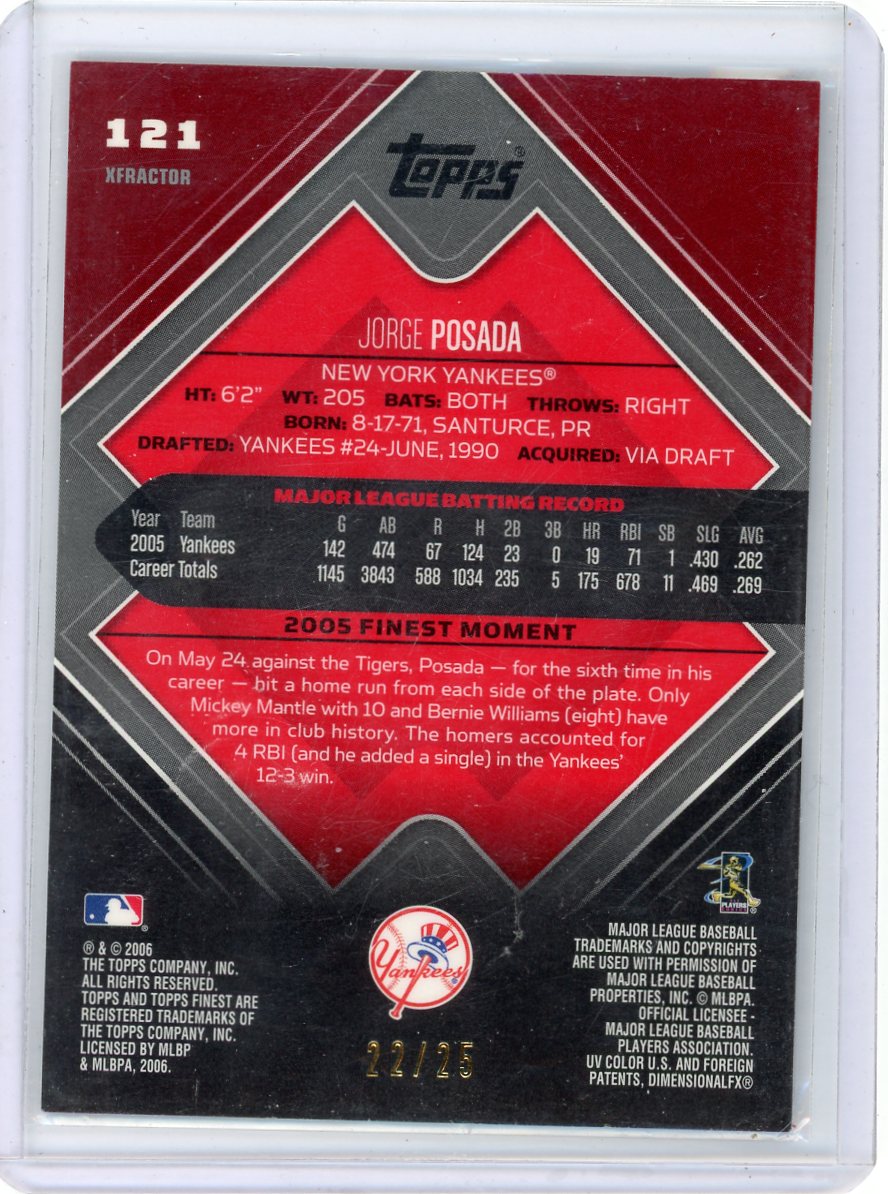 121
XFRACTOR
topps®
JORGE POSADA
NEW YORK YANKEES®
HT: 6'2" WT: 205 BATS: BOTH THROWS: RIGHT
BORN: 8-17-71, SANTURCE, PR
DRAFTED: YANKEES #24-JUNE, 1990 ACQUIRED: VIA DRAFT
MAJOR LEAGUE BATTING RECORD
Year Team G AB R H 2B 3B HR RBI SB SLG AVG
2005 Yankees 142 474 67 124 23 0 19 71 1 .430 .262
Career Totals 1145 3843 588 1034 235 5 175 678 11 .469 .269
2005 FINEST MOMENT
On May 24 against the Tigers, Posada — for the sixth time in his
career — hit a home run from each side of the plate. Only
Mickey Mantle with 10 and Bernie Williams (eight) have
more in club history. The homers accounted for
4 RBI (and he added a single) in the Yankees'
12-3 win.
® & © 2006
THE TOPPS COMPANY, INC.
ALL RIGHTS RESERVED.
TOPPS AND TOPPS FINEST ARE
REGISTERED TRADEMARKS OF
THE TOPPS COMPANY, INC.
LICENSED BY MLBP
& MLBPA, 2006.
Yankees
22/25
PLAYERS
MAJOR LEAGUE BASEBALL
TRADEMARKS AND COPYRIGHTS
ARE USED WITH PERMISSION OF
MAJOR LEAGUE BASEBALL
PROPERTIES, INC. © MLBPA.
OFFICIAL LICENSEE -
MAJOR LEAGUE BASEBALL
PLAYERS ASSOCIATION.
UV COLOR U.S. AND FOREIGN
PATENTS, DIMENSIONALFX®